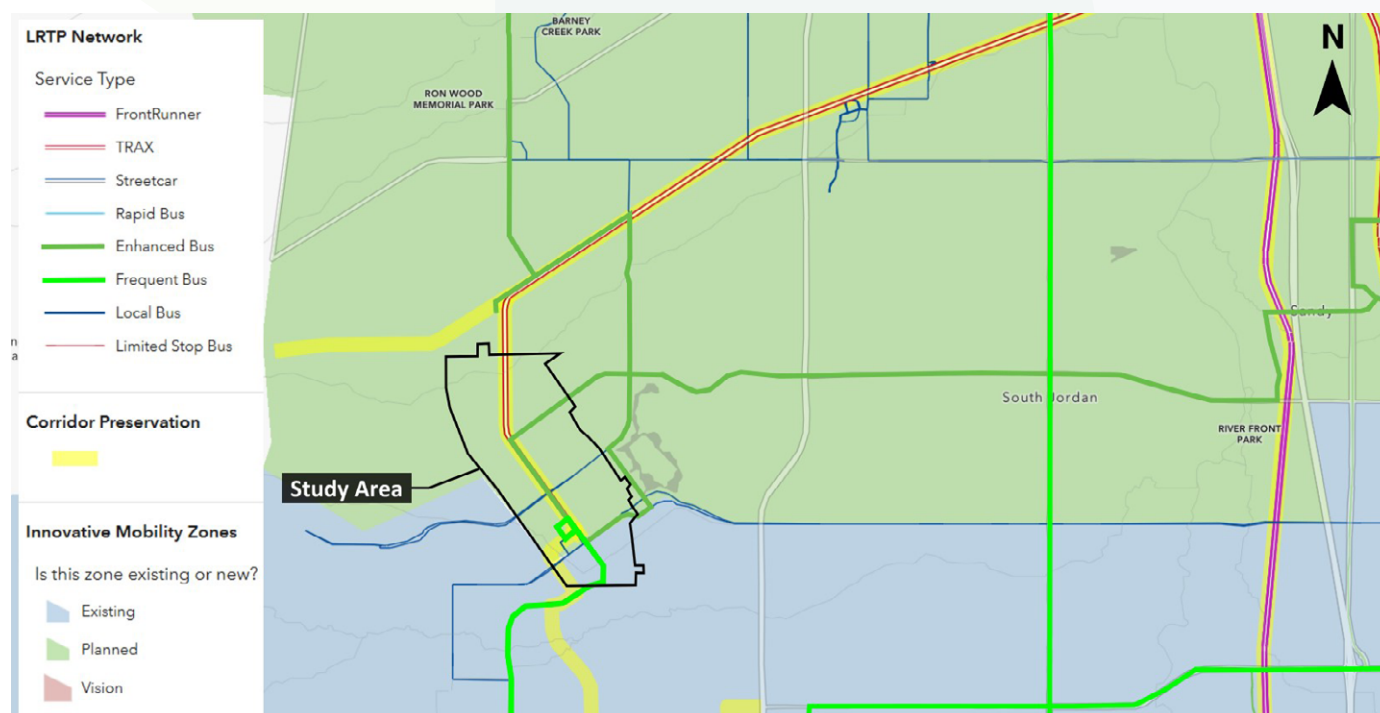 LRTP Network
Service Type
FrontRunner
TRAX
Streetcar
Rapid Bus
Enhanced Bus
Frequent Bus
Local Bus
Limited Stop Bus
Corridor Preservation
Innovative Mobility Zones
Is this zone existing or new?
Existing
Planned
Vision
BARNEY
CREEK PARK
RON WOOD
MEMORIAL PARK
N
Sandy
South Jordan
RIVER FRONT
PARK
Study Area
n
a